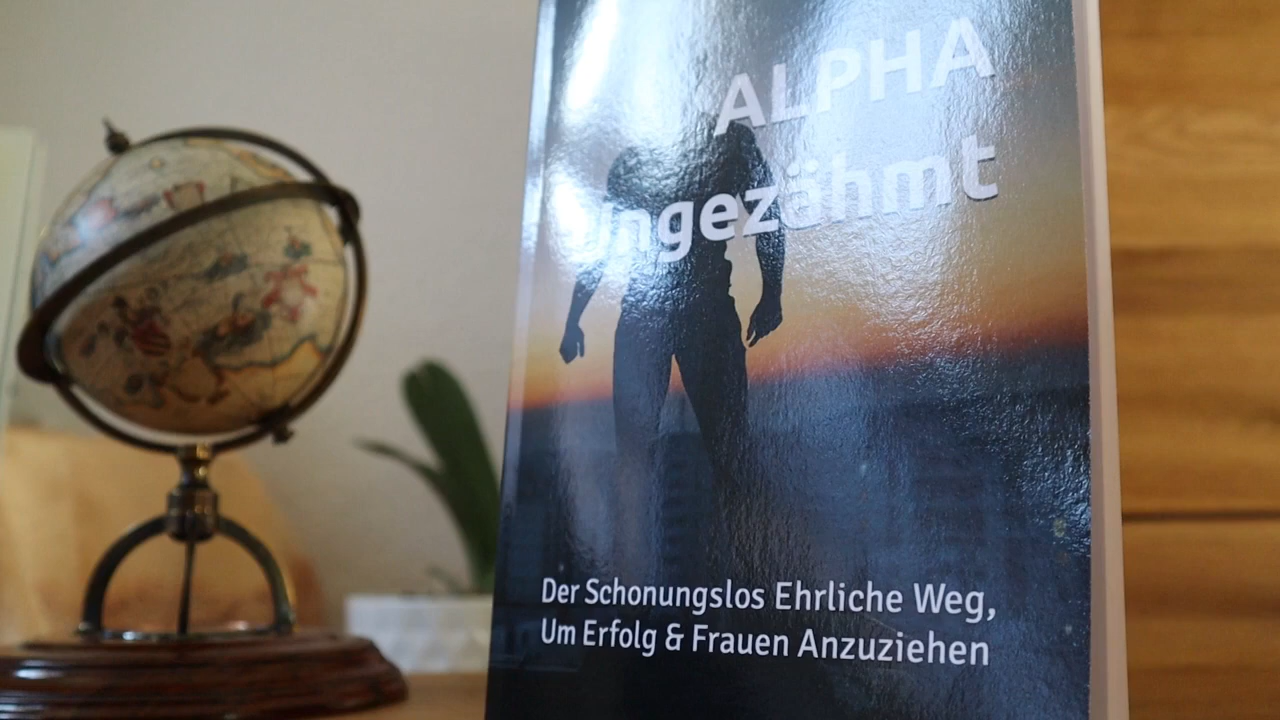 ALPHA
Ungezähmt
Der Schonungslos Ehrliche Weg,
Um Erfolg & Frauen Anzuziehen